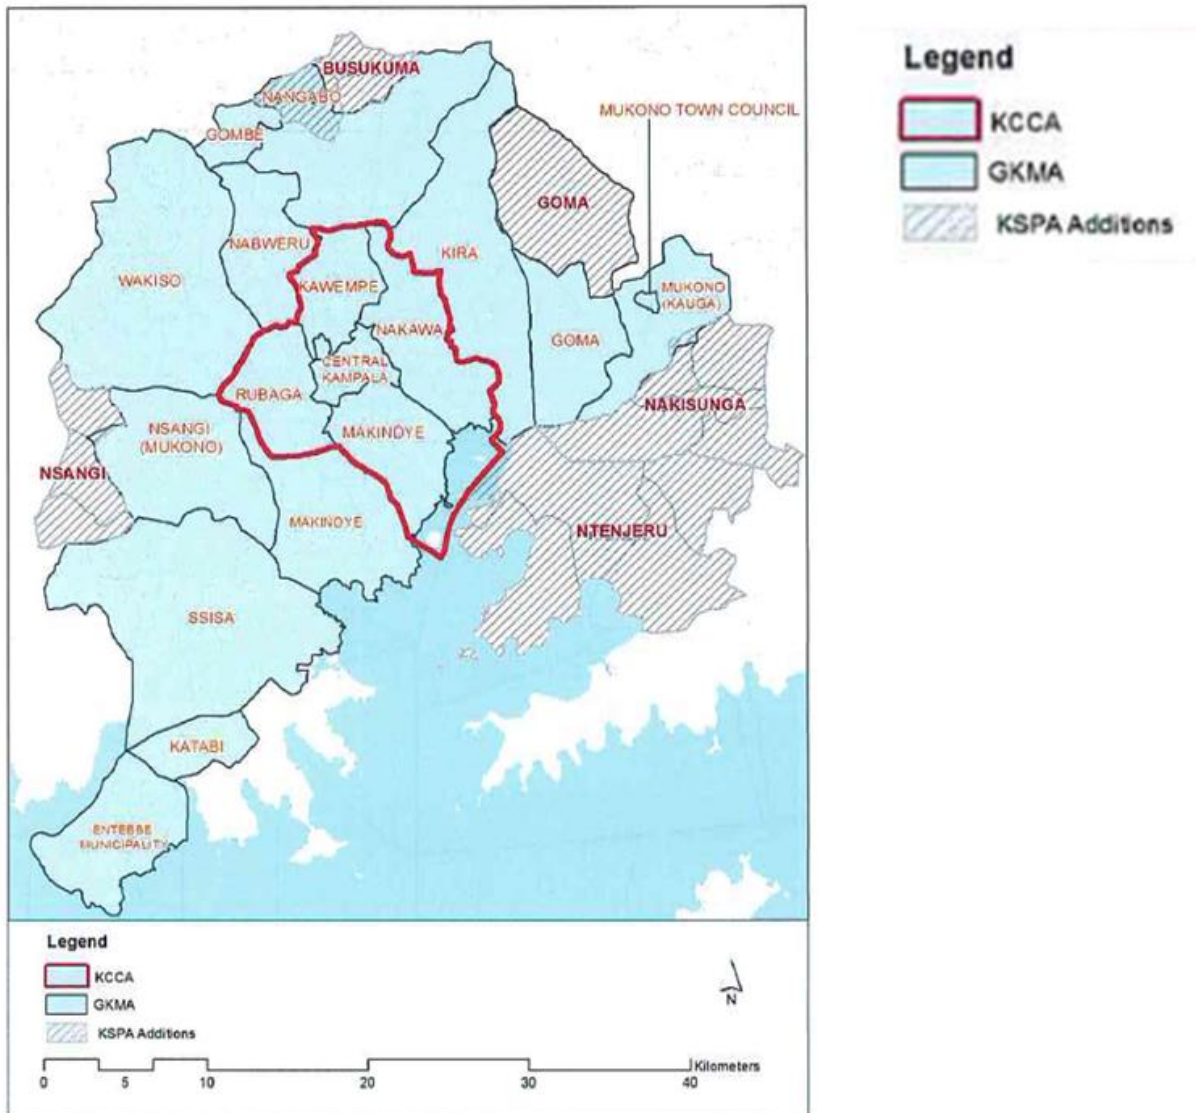 BUSUKUMA
NANGABO
MUKONO TOWN COUNCIL
GOMBE
GOMA
NABWERU
KIRA
WAKISO
KAWEMPE
MUKONO
(KAUGA)
NAKAWA
GOMA
CENTRAL
KAMPALA
RUBAGA
NAKISUNGA
NSANGI
(MUKONO)
MAKINDYE
NSANGI
MAKINDYE
NTENJERU
SSISA
KATABI
ENTEBBE
MUNICIPALITY
Legend
KCCA
GKMA
KSPA Additions
N
Kilometers
0 5 10 20 30 40
Legend
KCCA
GKMA
KSPA Additions